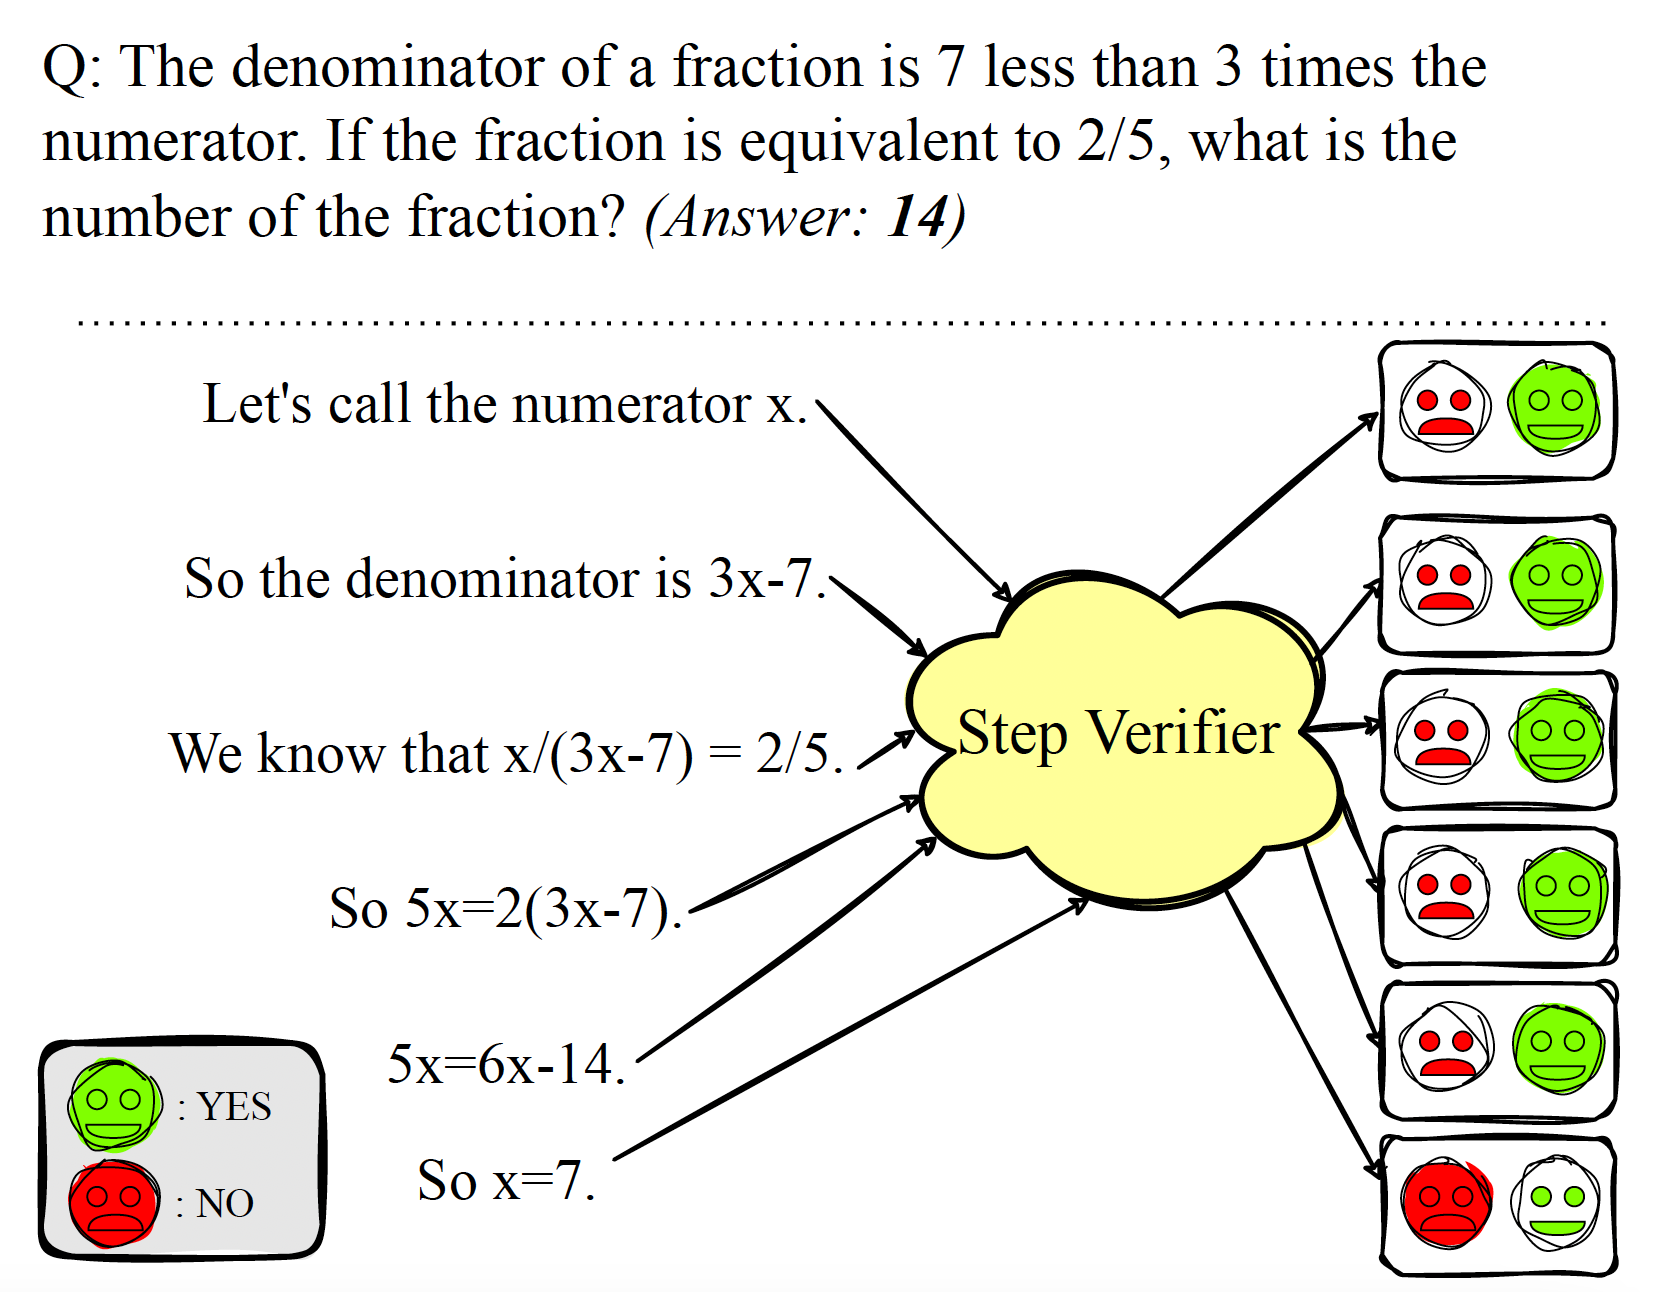 Q: The denominator of a fraction is 7 less than 3 times the
numerator. If the fraction is equivalent to 2/5, what is the
number of the fraction? (Answer: 14)
Let's call the numerator x.
So the denominator is 3x-7.
We know that x/(3x-7) = 2/5.
So 5x=2(3x-7).
5x=6x-14.
So x=7.
Step Verifier
: YES
: NO